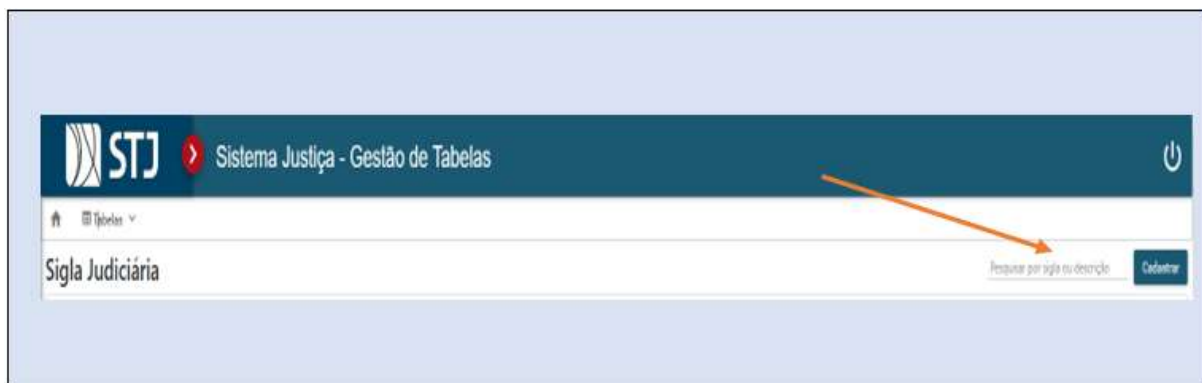 STJ
Sistema Justiça - Gestão de Tabelas
Tabelas
Sigla Judiciária
Pesquisar por sigla ou descrição
Cadastrar